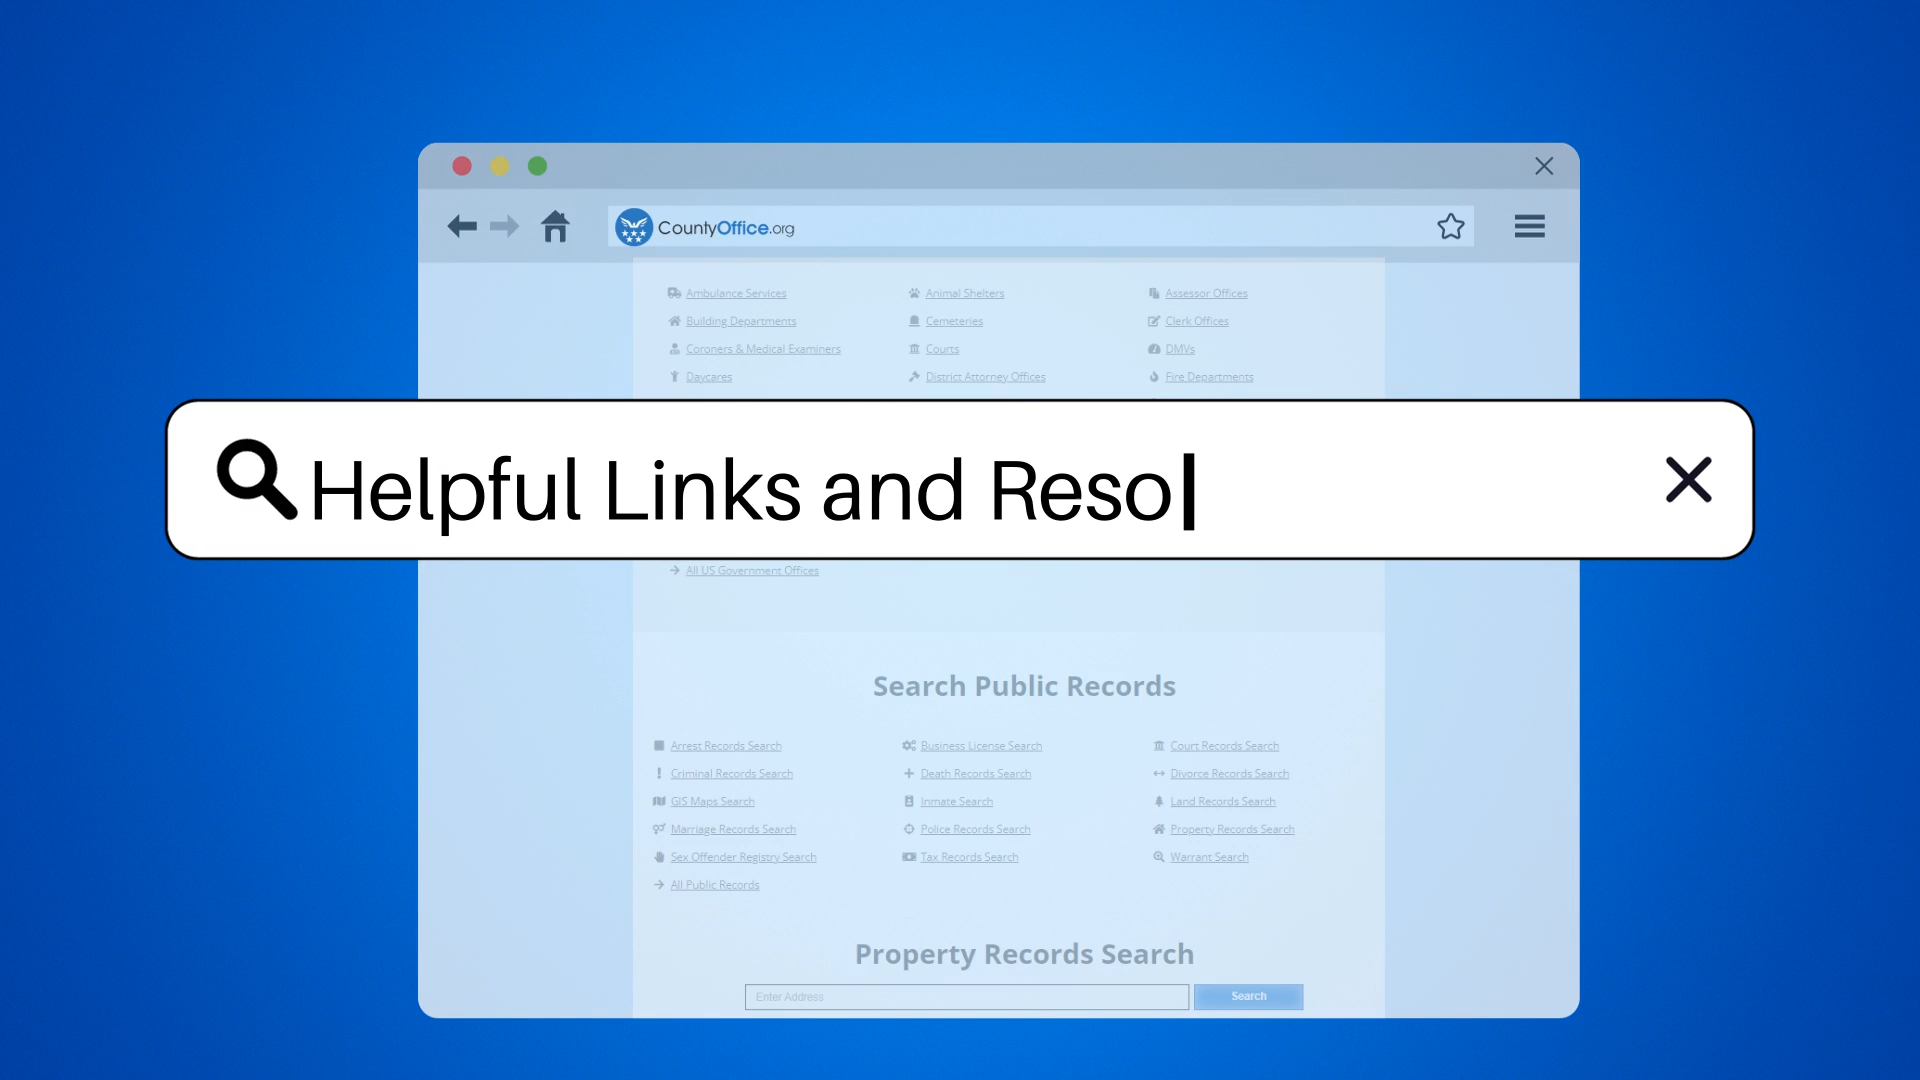 CountyOffice.org
Ambulance Services Animal Shelters Assessor Offices
Building Departments Cemeteries Clerk Offices
Coroners & Medical Examiners Courts DMVs
Daycares District Attorney Offices Fire Departments
Helpful Links and Reso
All US Government Offices
Search Public Records
Arrest Records Search Business License Search Court Records Search
Criminal Records Search Death Records Search Divorce Records Search
GIS Maps Search Inmate Search Land Records Search
Marriage Records Search Police Records Search Property Records Search
Sex Offender Registry Search Tax Records Search Warrant Search
All Public Records
Property Records Search
Enter Address Search